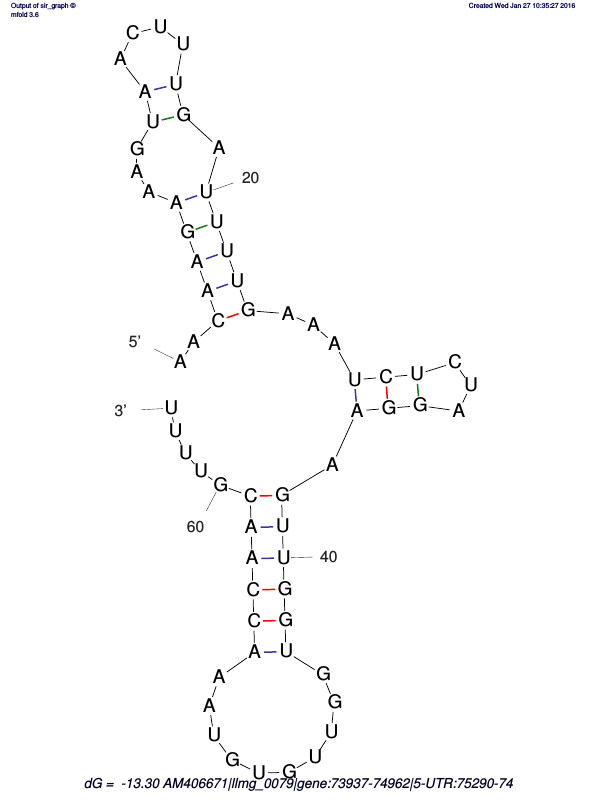 Output of sir_graph ©
mfold 3.6
Created Wed Jan 27 10:35:27 2016
5'
A A C A A G A A A G U A A C U U U G A U
20
U U U G A A A U C U C U A G G A A G U U
40
G G U G G U U G U G U A A A C C A A C G
60
U U U U
3'
dG = -13.30 AM406671|llmg_0079|gene:73937-74962|5-UTR:75290-74